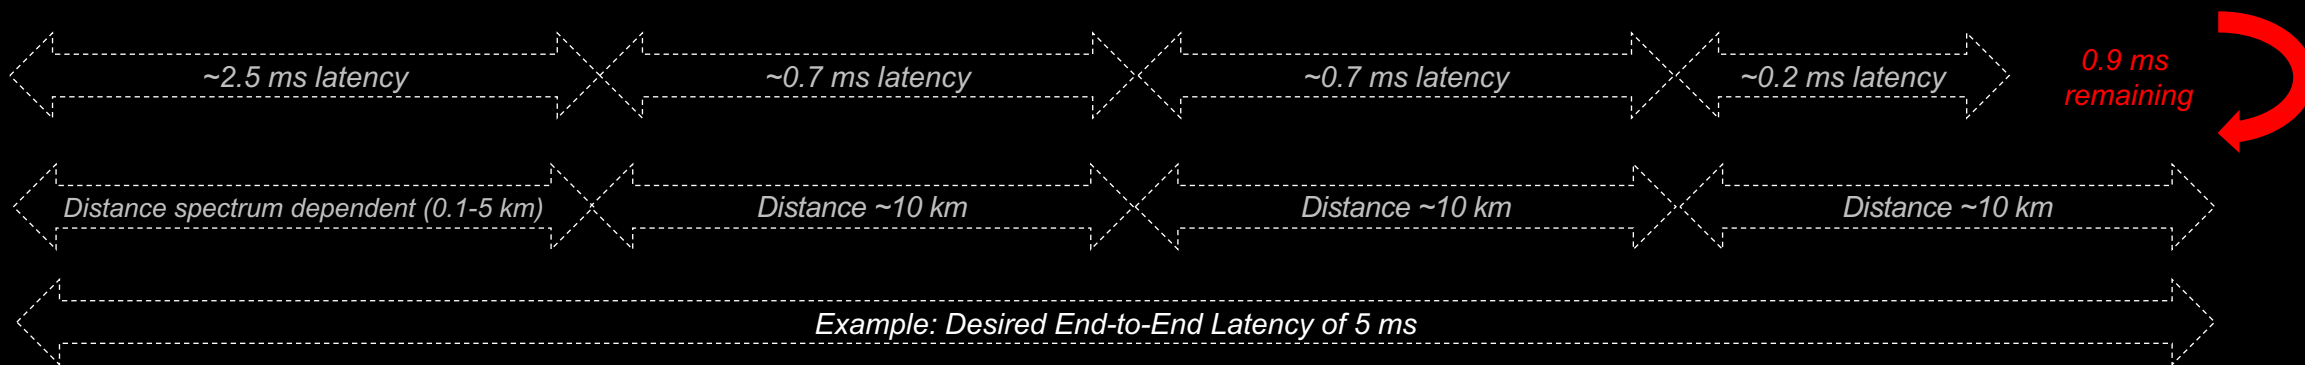 ~2.5 ms latency
~0.7 ms latency
~0.7 ms latency
~0.2 ms latency
0.9 ms
remaining
Distance spectrum dependent (0.1-5 km)
Distance ~10 km
Distance ~10 km
Distance ~10 km
Example: Desired End-to-End Latency of 5 ms